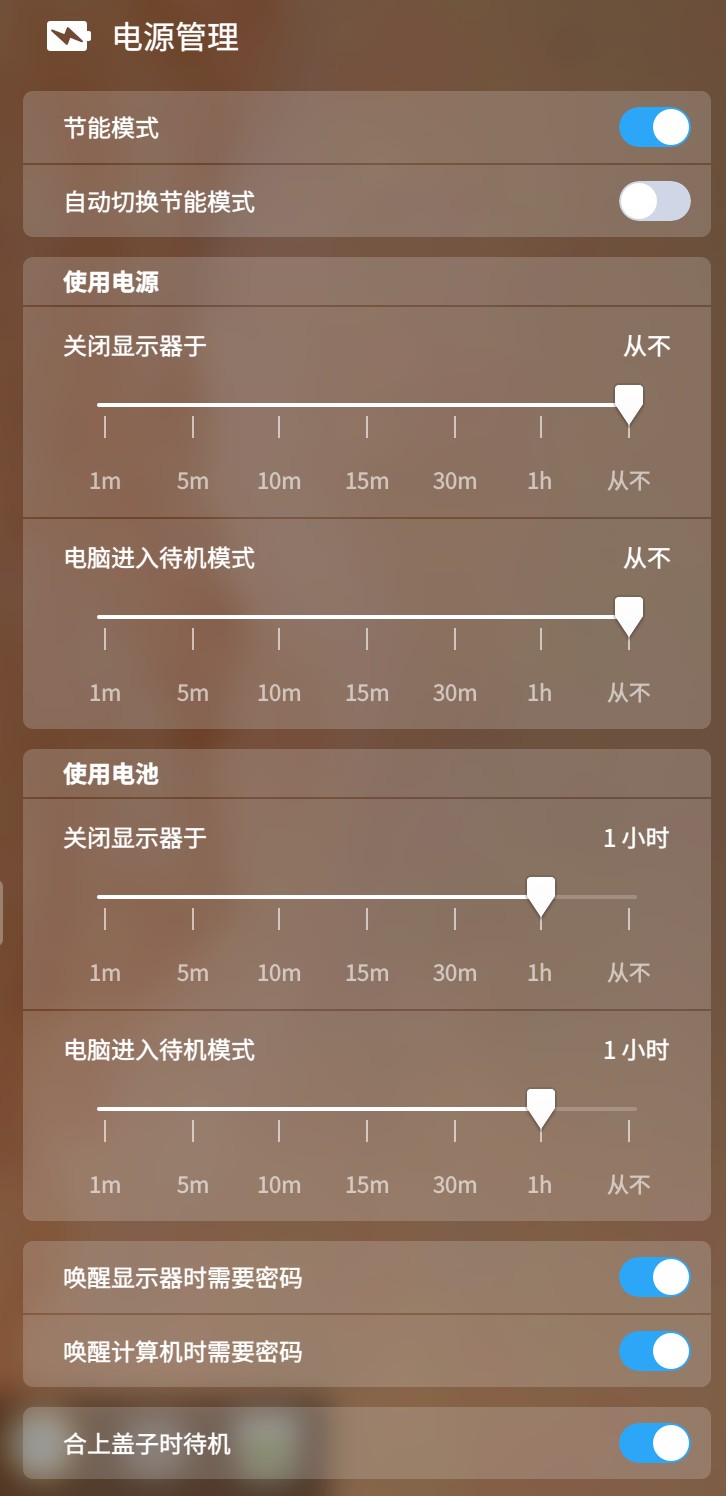 电源管理
节能模式
自动切换节能模式
使用电源
关闭显示器于 从不
1m 5m 10m 15m 30m 1h 从不
电脑进入待机模式 从不
1m 5m 10m 15m 30m 1h 从不
使用电池
关闭显示器于 1 小时
1m 5m 10m 15m 30m 1h 从不
电脑进入待机模式 1 小时
1m 5m 10m 15m 30m 1h 从不
唤醒显示器时需要密码
唤醒计算机时需要密码
合上盖子时待机